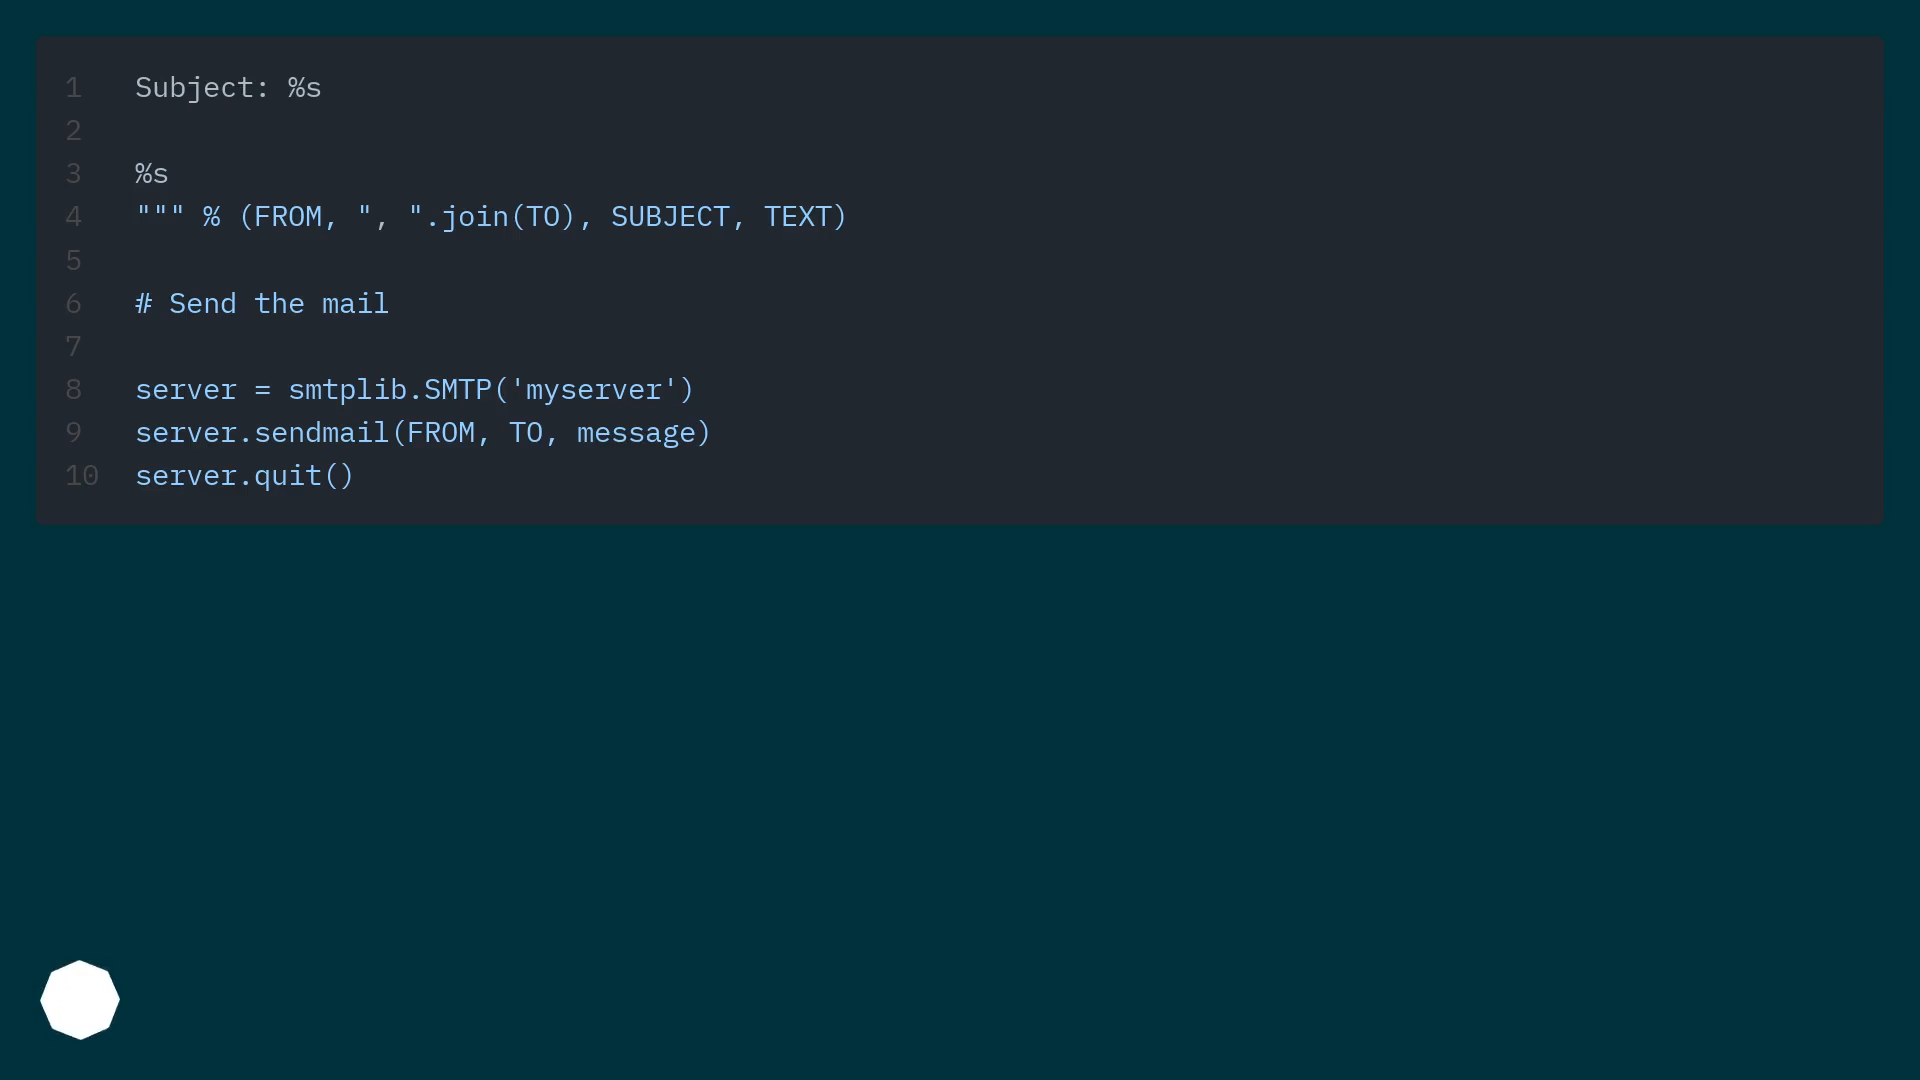 1 Subject: %s
2
3 %s
4 """ % (FROM, ", ".join(TO), SUBJECT, TEXT)
5
6 # Send the mail
7
8 server = smtplib.SMTP('myserver')
9 server.sendmail(FROM, TO, message)
10 server.quit()